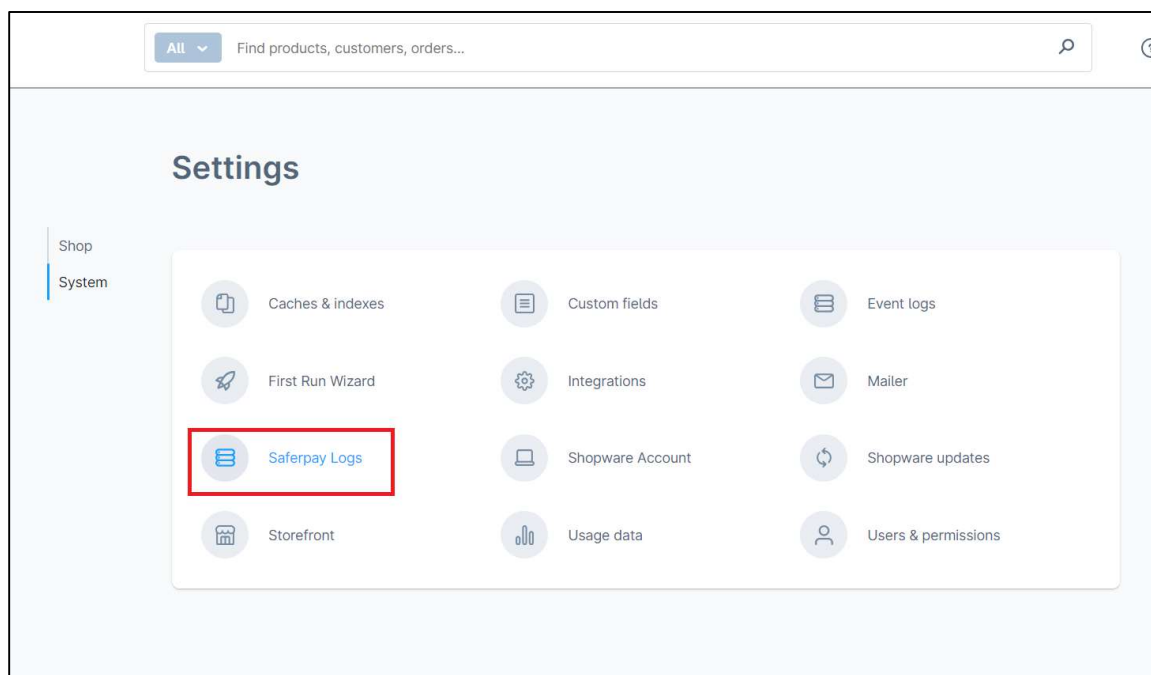 All Find products, customers, orders...
Settings
Shop
System
Caches & indexes Custom fields Event logs
First Run Wizard Integrations Mailer
Saferpay Logs Shopware Account Shopware updates
Storefront Usage data Users & permissions